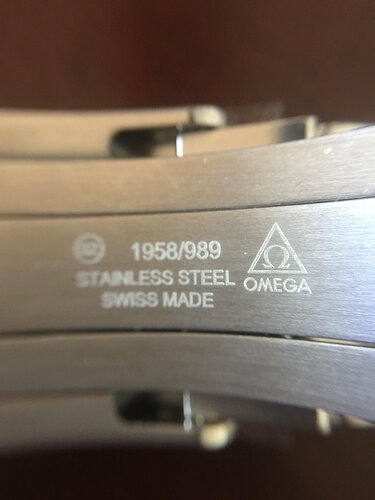 1958/989
STAINLESS STEEL
SWISS MADE
Ω
OMEGA